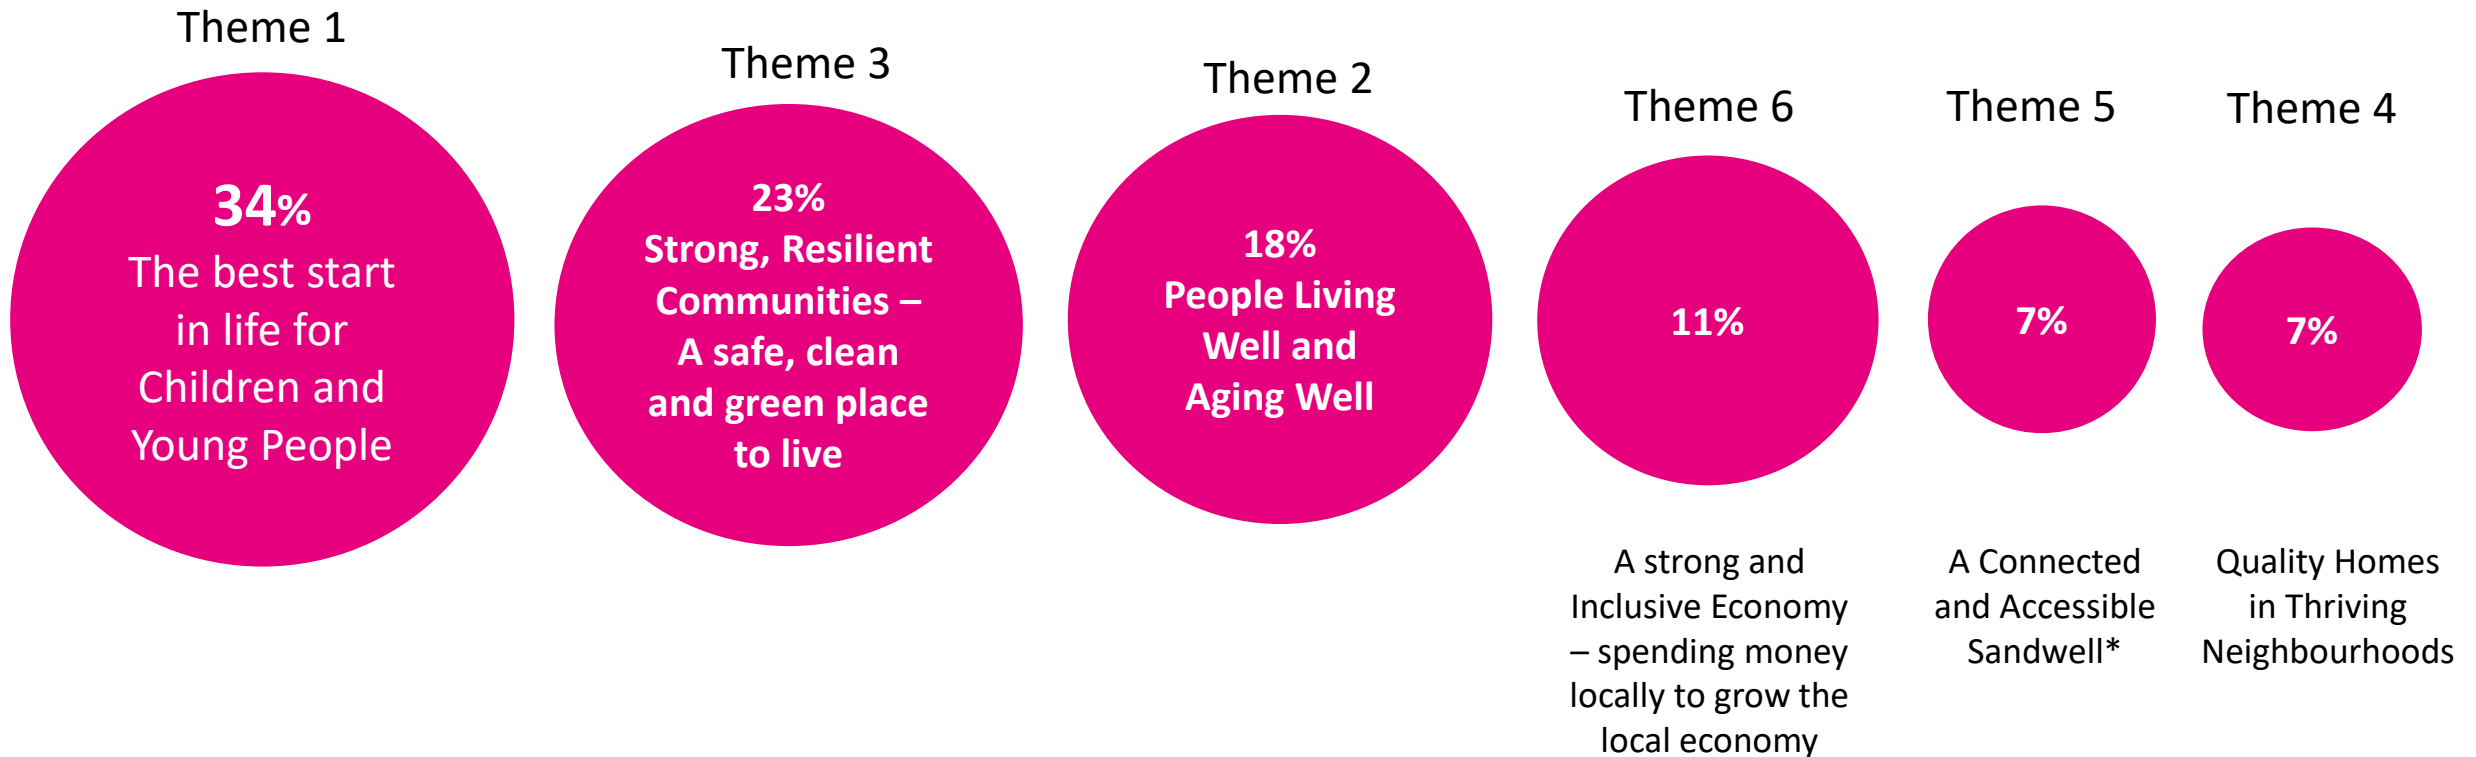 Theme 1
34%
The best start
in life for
Children and
Young People
Theme 3
23%
Strong, Resilient
Communities –
A safe, clean
and green place
to live
Theme 2
18%
People Living
Well and
Aging Well
Theme 6
11%
A strong and
Inclusive Economy
– spending money
locally to grow the
local economy
Theme 5
7%
A Connected
and Accessible
Sandwell*
Theme 4
7%
Quality Homes
in Thriving
Neighbourhoods